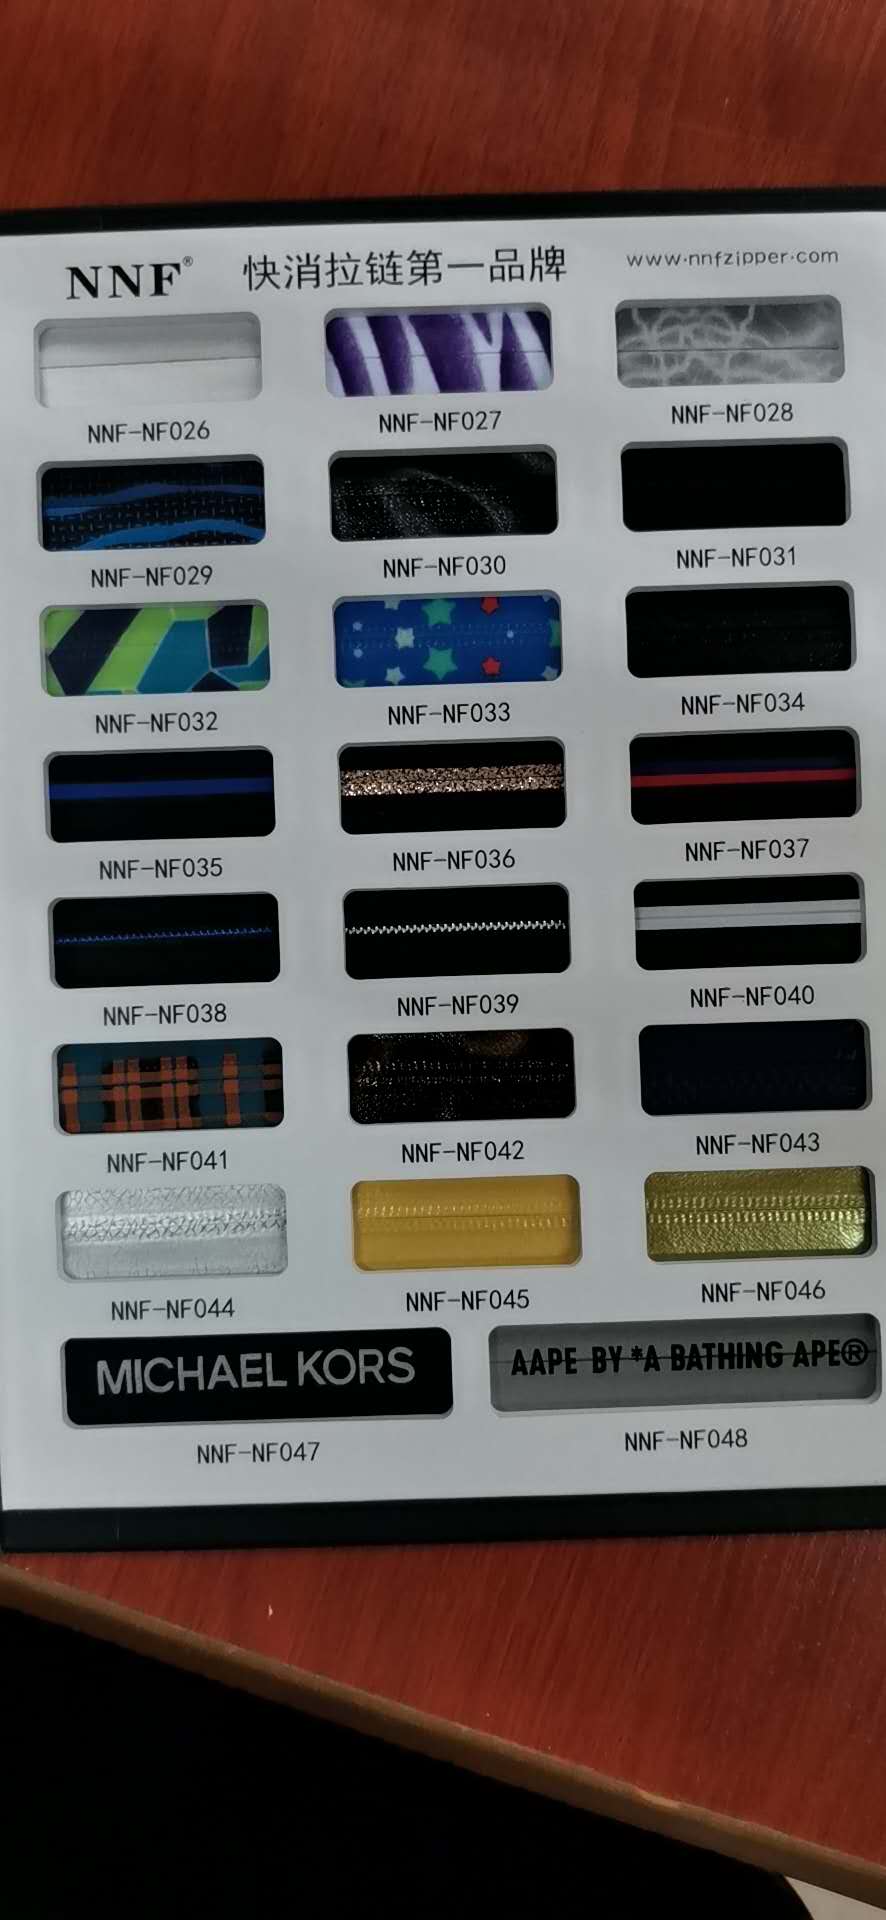 NNF® 快消拉链第一品牌 www.nnfzipper.com
NNF-NF026 NNF-NF027 NNF-NF028
NNF-NF029 NNF-NF030 NNF-NF031
NNF-NF032 NNF-NF033 NNF-NF034
NNF-NF035 NNF-NF036 NNF-NF037
NNF-NF038 NNF-NF039 NNF-NF040
NNF-NF041 NNF-NF042 NNF-NF043
NNF-NF044 NNF-NF045 NNF-NF046
MICHAEL KORS AAPE BY *A BATHING APE®
NNF-NF047 NNF-NF048